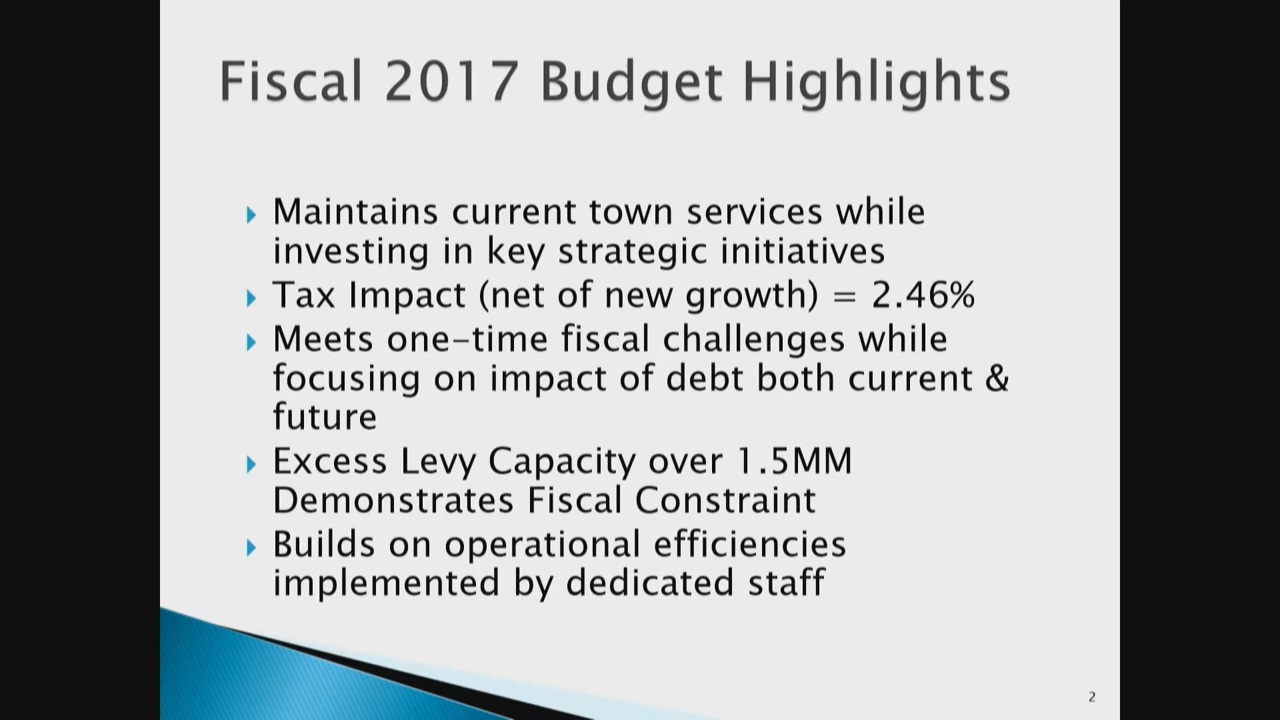 Fiscal 2017 Budget Highlights
Maintains current town services while
investing in key strategic initiatives
Tax Impact (net of new growth) = 2.46%
Meets one-time fiscal challenges while
focusing on impact of debt both current &
future
Excess Levy Capacity over 1.5MM
Demonstrates Fiscal Constraint
Builds on operational efficiencies
implemented by dedicated staff
2